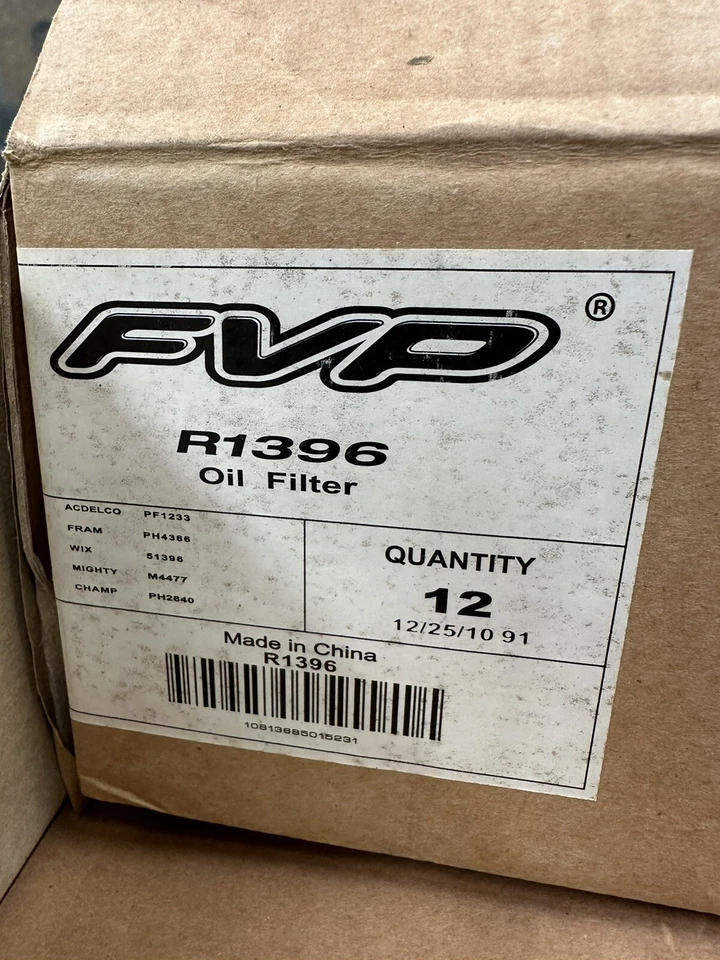 FVP ®
R1396
Oil Filter
ACDELCO PF1233
FRAM PH4386
WIX 51396
MIGHTY M4477
CHAMP PH2840
QUANTITY
12
12/25/10 91
Made in China
R1396
10813685015231